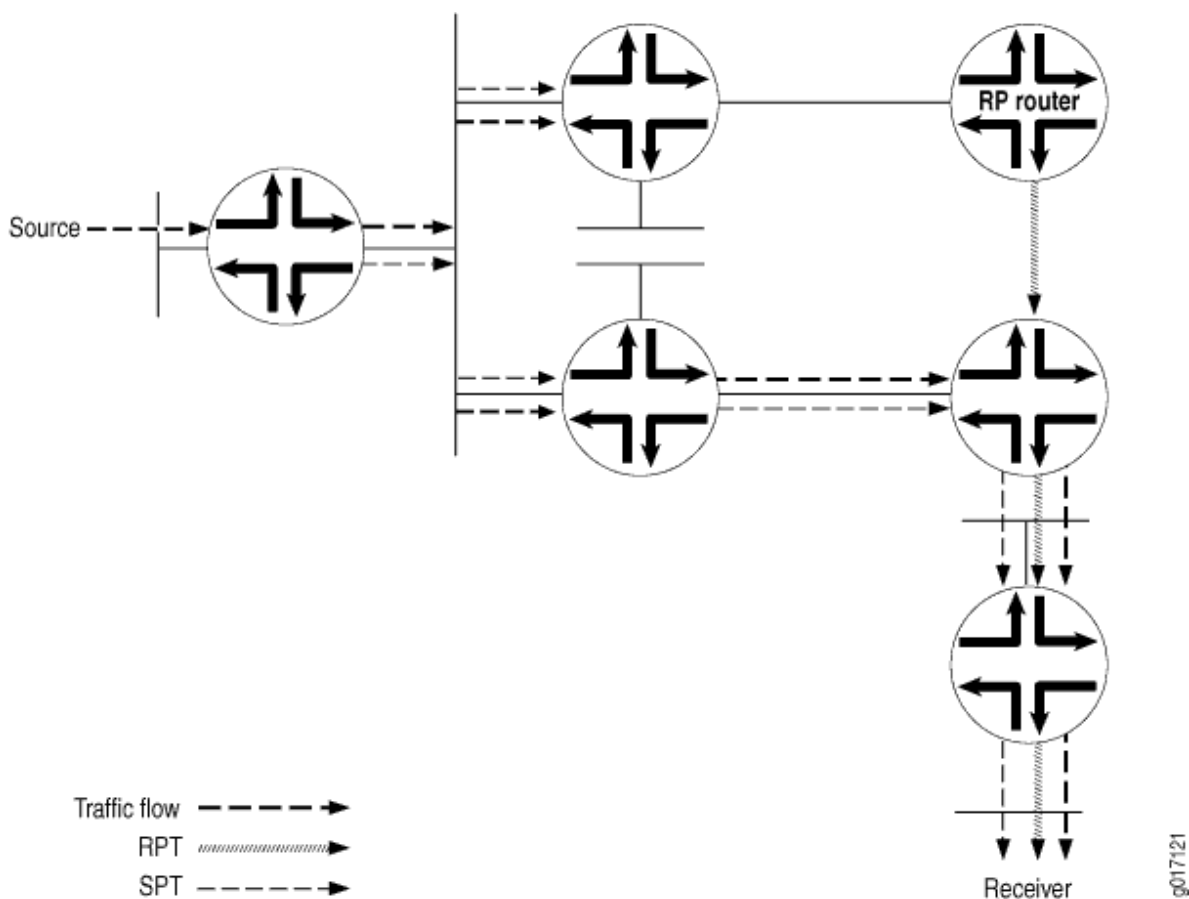 RP router
Source
Traffic flow
RPT
SPT
Receiver
g017121